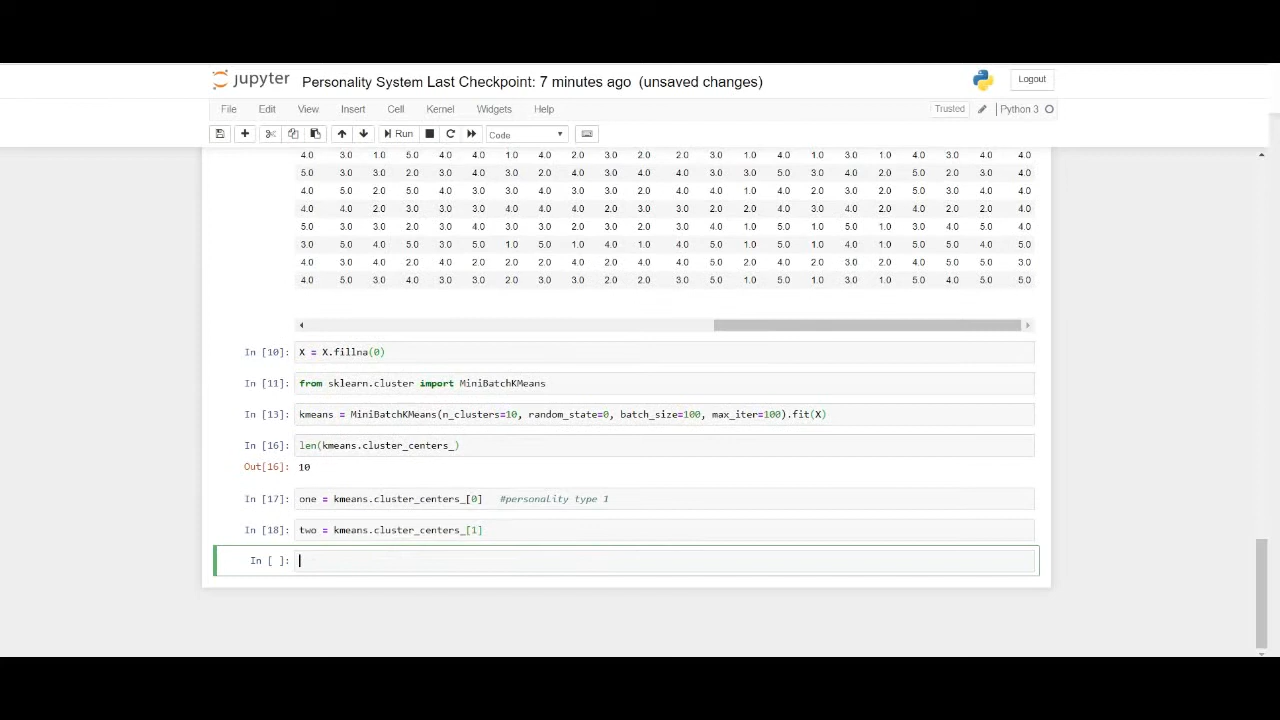 jupyter Personality System Last Checkpoint: 7 minutes ago (unsaved changes) Logout
File Edit View Insert Cell Kernel Widgets Help Trusted Python 3
Run Code
4.0 3.0 1.0 5.0 4.0 4.0 1.0 4.0 2.0 3.0 2.0 2.0 3.0 1.0 4.0 1.0 3.0 1.0 4.0 3.0 4.0 4.0
5.0 3.0 3.0 2.0 3.0 4.0 3.0 2.0 4.0 3.0 4.0 4.0 3.0 3.0 5.0 3.0 4.0 2.0 5.0 2.0 3.0 4.0
4.0 5.0 2.0 5.0 4.0 3.0 3.0 4.0 3.0 2.0 4.0 4.0 4.0 1.0 4.0 2.0 3.0 2.0 5.0 3.0 4.0 4.0
4.0 4.0 2.0 3.0 3.0 3.0 4.0 4.0 4.0 2.0 4.0 3.0 2.0 2.0 4.0 3.0 4.0 2.0 4.0 2.0 2.0 4.0
5.0 3.0 3.0 5.0 3.0 4.0 3.0 3.0 2.0 3.0 2.0 3.0 4.0 1.0 5.0 1.0 5.0 1.0 3.0 4.0 5.0 4.0
3.0 5.0 4.0 5.0 3.0 5.0 1.0 5.0 1.0 4.0 1.0 4.0 5.0 1.0 5.0 1.0 4.0 1.0 5.0 5.0 4.0 5.0
4.0 3.0 4.0 2.0 4.0 2.0 2.0 2.0 4.0 2.0 4.0 4.0 5.0 2.0 4.0 2.0 3.0 2.0 4.0 5.0 5.0 3.0
4.0 5.0 3.0 4.0 3.0 3.0 2.0 3.0 3.0 2.0 2.0 3.0 5.0 1.0 5.0 1.0 3.0 1.0 5.0 4.0 5.0 5.0
In [10]: X = X.fillna(0)
In [11]: from sklearn.cluster import MiniBatchKMeans
In [13]: kmeans = MiniBatchKMeans(n_clusters=10, random_state=0, batch_size=100, max_iter=100).fit(X)
In [16]: len(kmeans.cluster_centers_)
Out[16]: 10
In [17]: one = kmeans.cluster_centers_[0] #personality type 1
In [18]: two = kmeans.cluster_centers_[1]
In [ ]: